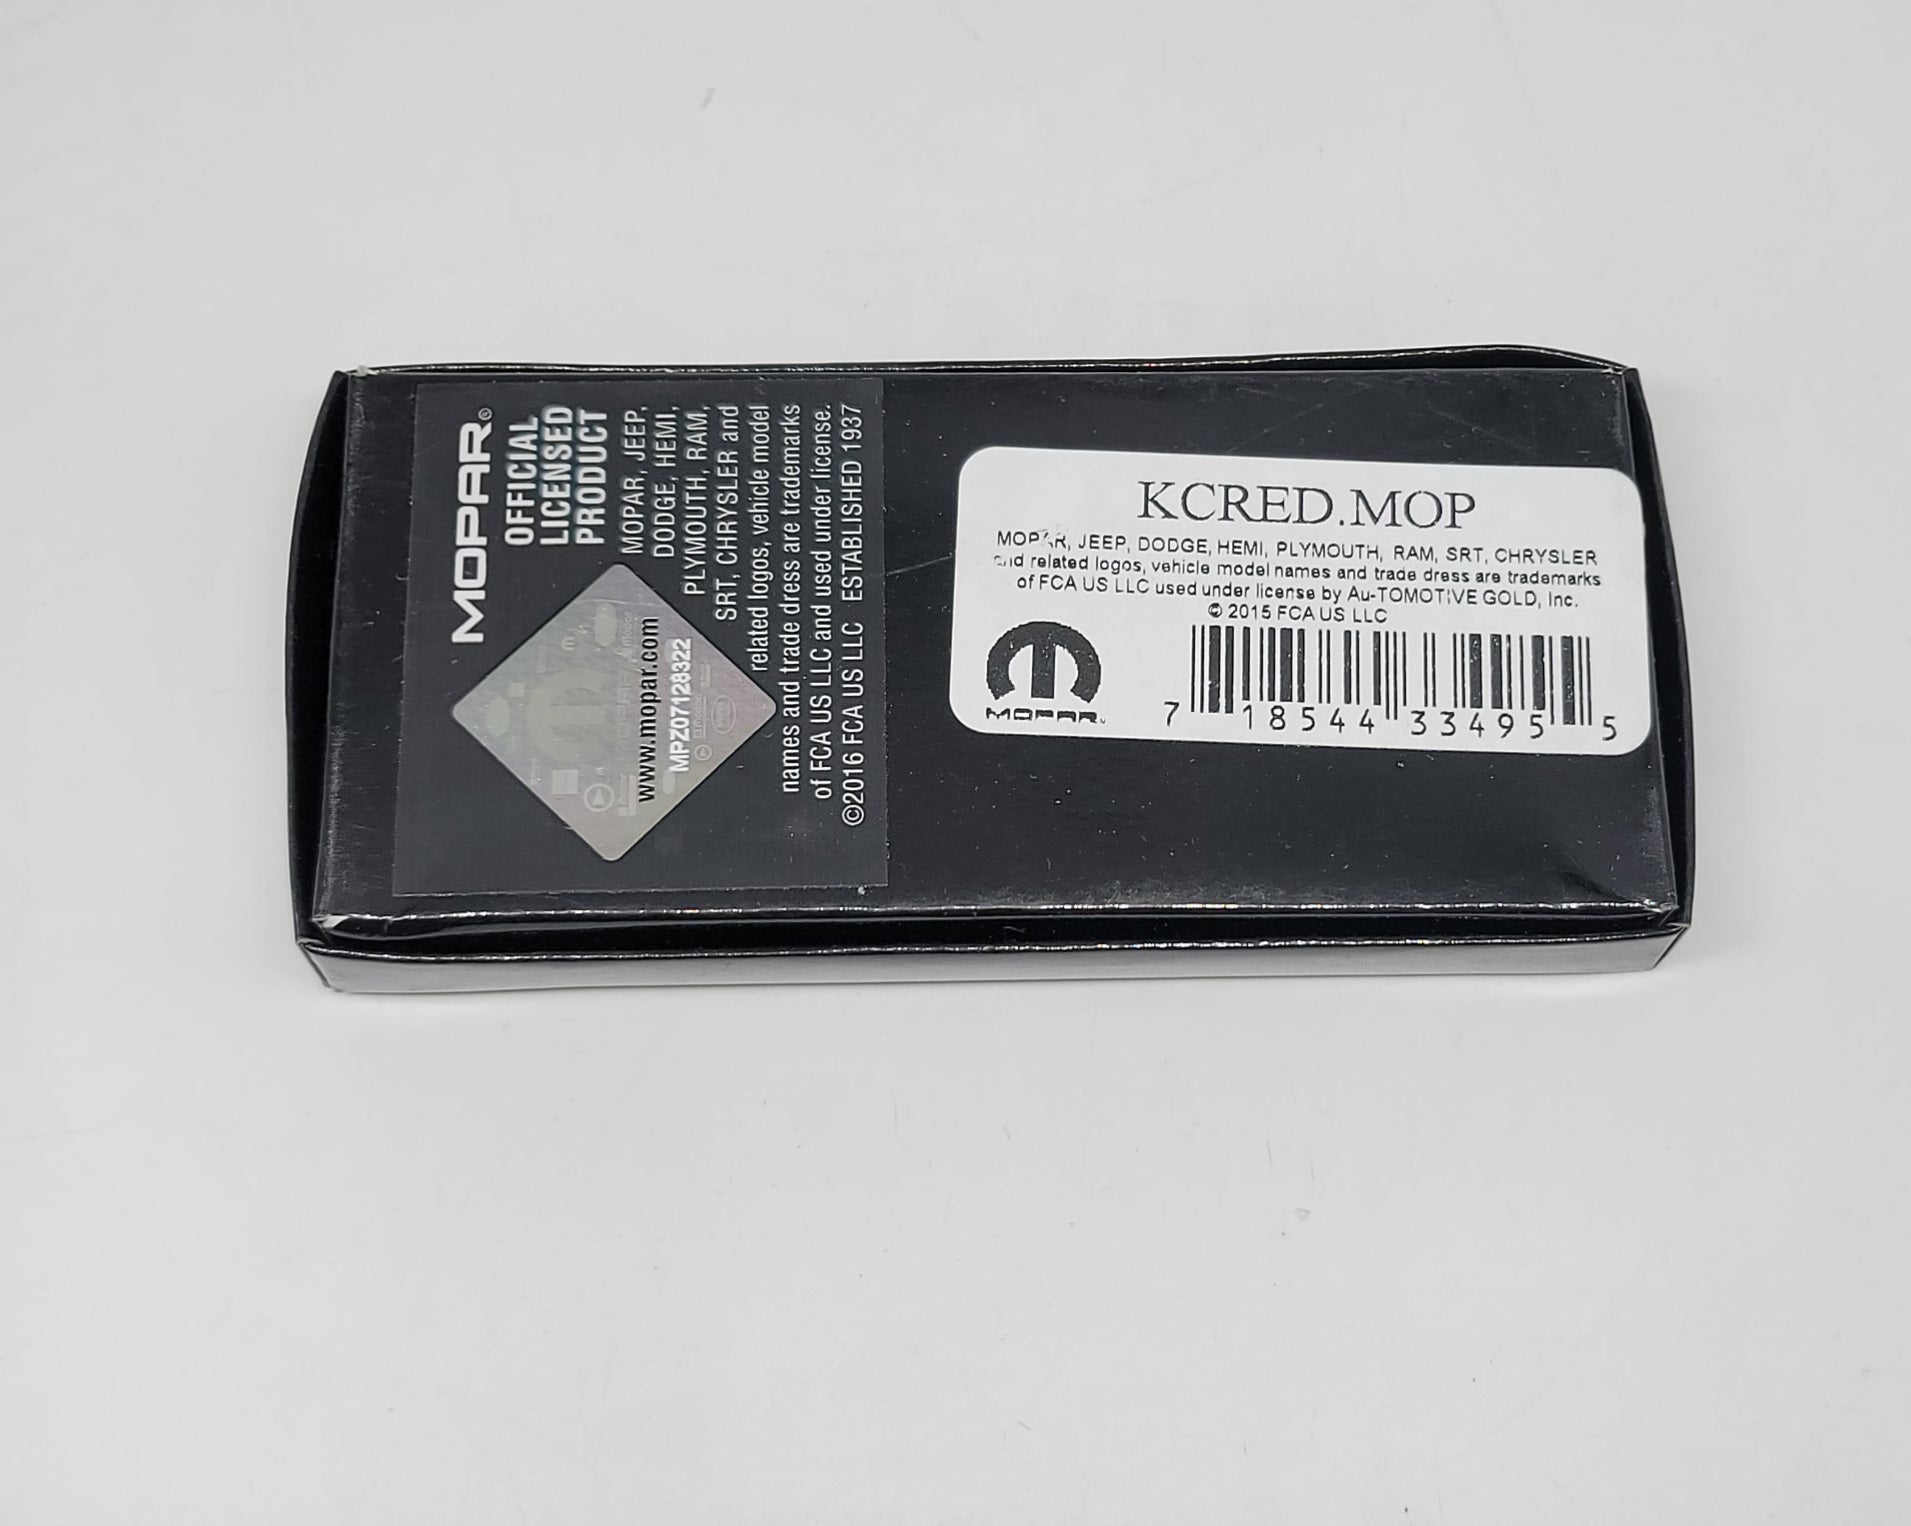 MOPAR®
OFFICIAL
LICENSED
PRODUCT
MOPAR, JEEP,
DODGE, HEMI,
PLYMOUTH, RAM,
SRT, CHRYSLER and
related logos, vehicle model
names and trade dress are trademarks
of FCA US LLC and used under license.
©2016 FCA US LLC ESTABLISHED 1937
www.mopar.com
MPZ07128322
KCRED.MOP
MOPAR, JEEP, DODGE, HEMI, PLYMOUTH, RAM, SRT, CHRYSLER
and related logos, vehicle model names and trade dress are trademarks
of FCA US LLC used under license by Au-TOMOTIVE GOLD, Inc.
© 2015 FCA US LLC
MOPAR
7 18544 33495 5